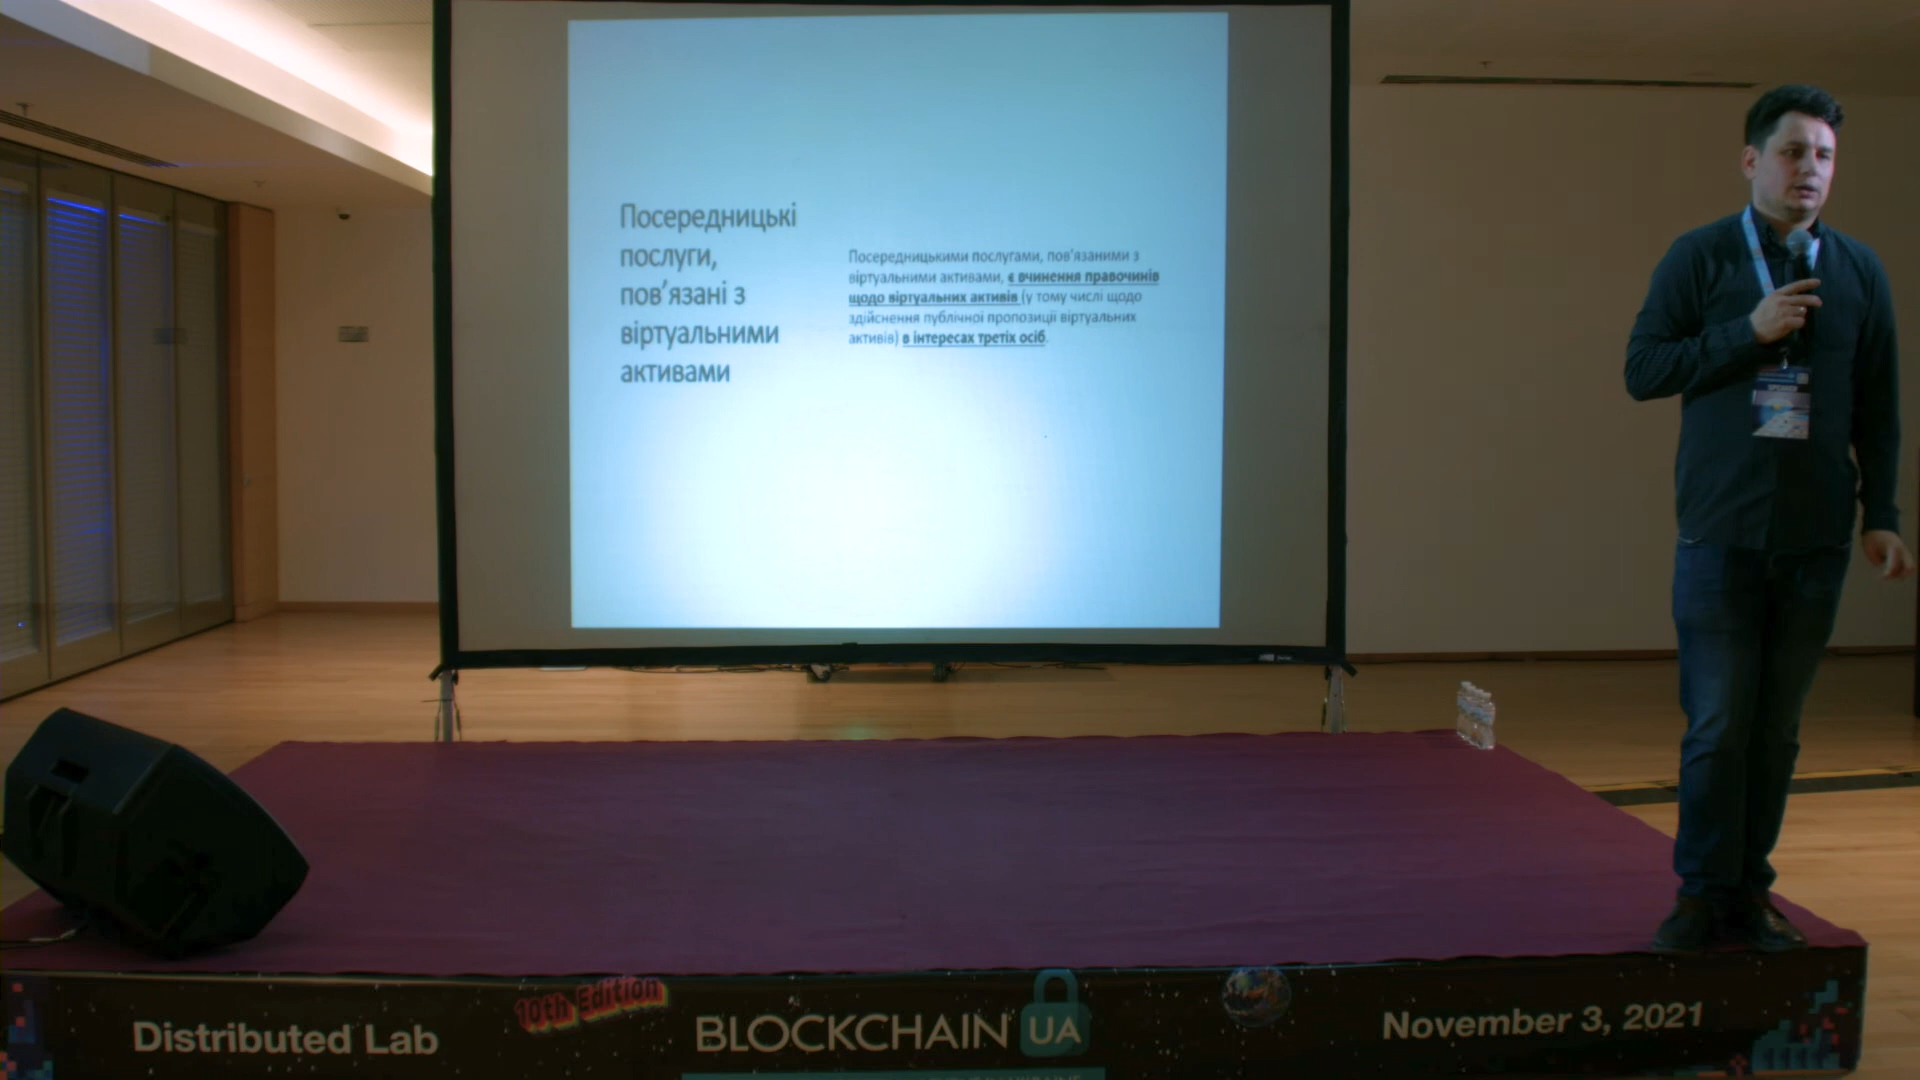 Посередницькі
послуги,
пов’язані з
віртуальними
активами
Посередницькими послугами, пов’язаними з
віртуальними активами, є вчинення правочинів
щодо віртуальних активів (у тому числі щодо
здійснення публічної пропозиції віртуальних
активів) в інтересах третіх осіб.
SPEAKER
Distributed Lab
10th Edition
BLOCKCHAIN UA
November 3, 2021